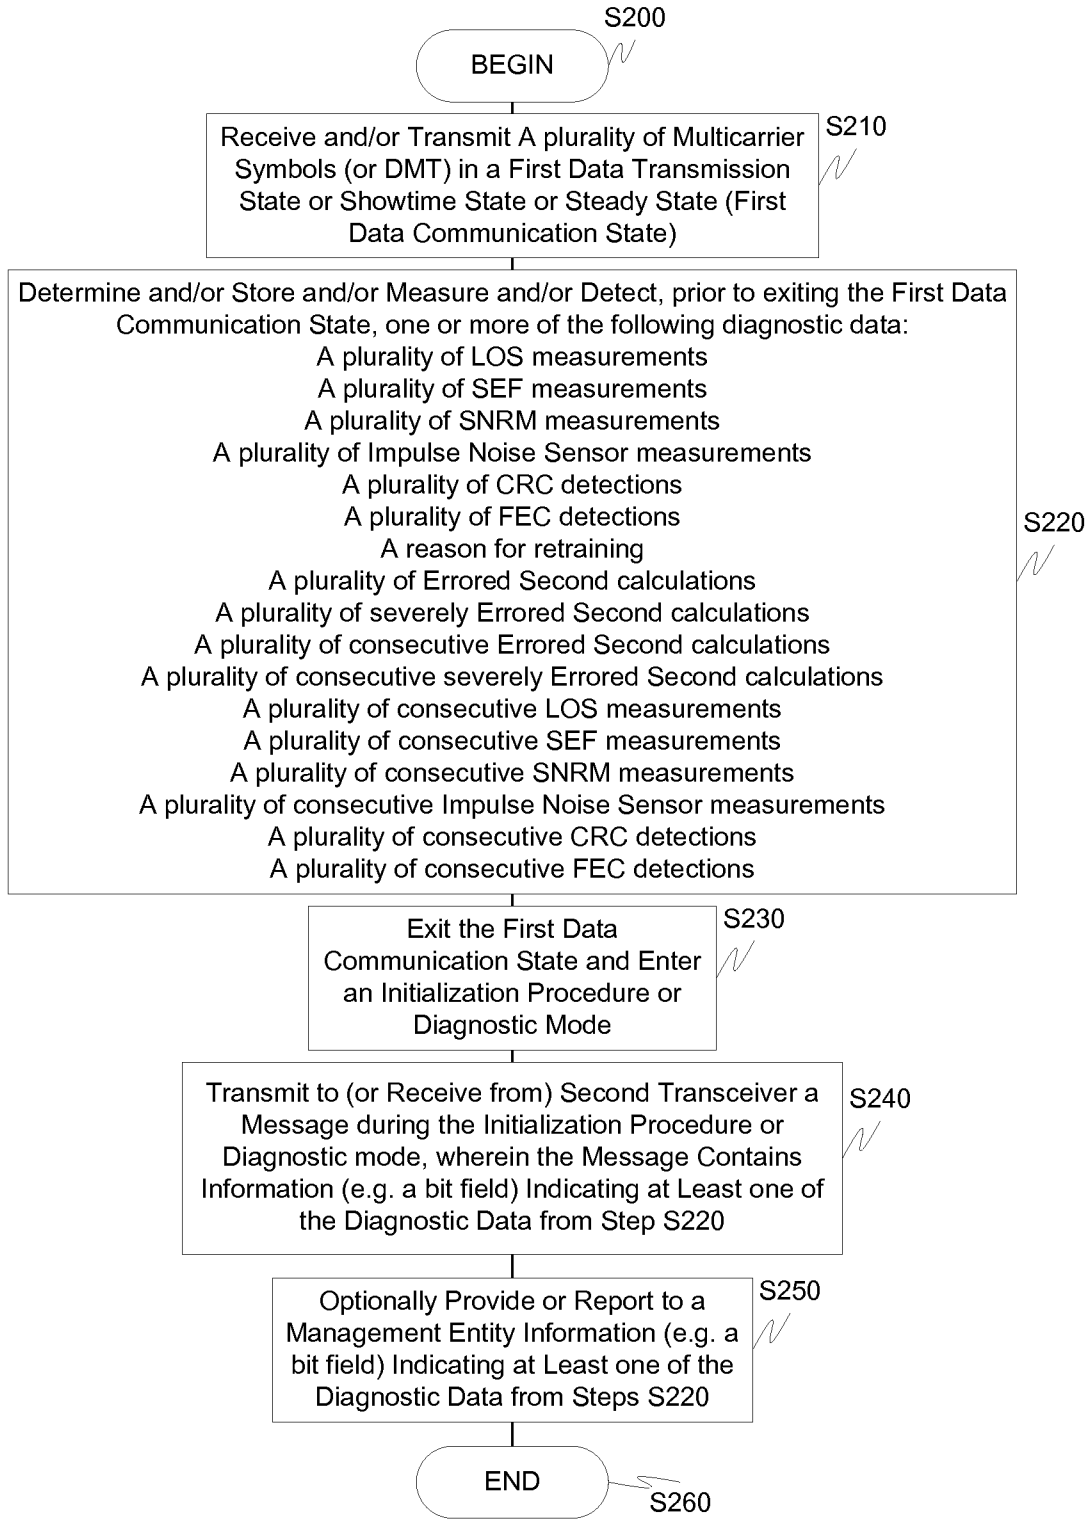 S200
BEGIN
S210
Receive and/or Transmit A plurality of Multicarrier
Symbols (or DMT) in a First Data Transmission
State or Showtime State or Steady State (First
Data Communication State)
Determine and/or Store and/or Measure and/or Detect, prior to exiting the First Data
Communication State, one or more of the following diagnostic data:
A plurality of LOS measurements
A plurality of SEF measurements
A plurality of SNRM measurements
A plurality of Impulse Noise Sensor measurements
A plurality of CRC detections
A plurality of FEC detections
S220
A reason for retraining
A plurality of Errored Second calculations
A plurality of severely Errored Second calculations
A plurality of consecutive Errored Second calculations
A plurality of consecutive severely Errored Second calculations
A plurality of consecutive LOS measurements
A plurality of consecutive SEF measurements
A plurality of consecutive SNRM measurements
A plurality of consecutive Impulse Noise Sensor measurements
A plurality of consecutive CRC detections
A plurality of consecutive FEC detections
S230
Exit the First Data
Communication State and Enter
an Initialization Procedure or
Diagnostic Mode
S240
Transmit to (or Receive from) Second Transceiver a
Message during the Initialization Procedure or
Diagnostic mode, wherein the Message Contains
Information (e.g. a bit field) Indicating at Least one of
the Diagnostic Data from Step S220
S250
Optionally Provide or Report to a
Management Entity Information (e.g. a
bit field) Indicating at Least one of the
Diagnostic Data from Steps S220
END
S260